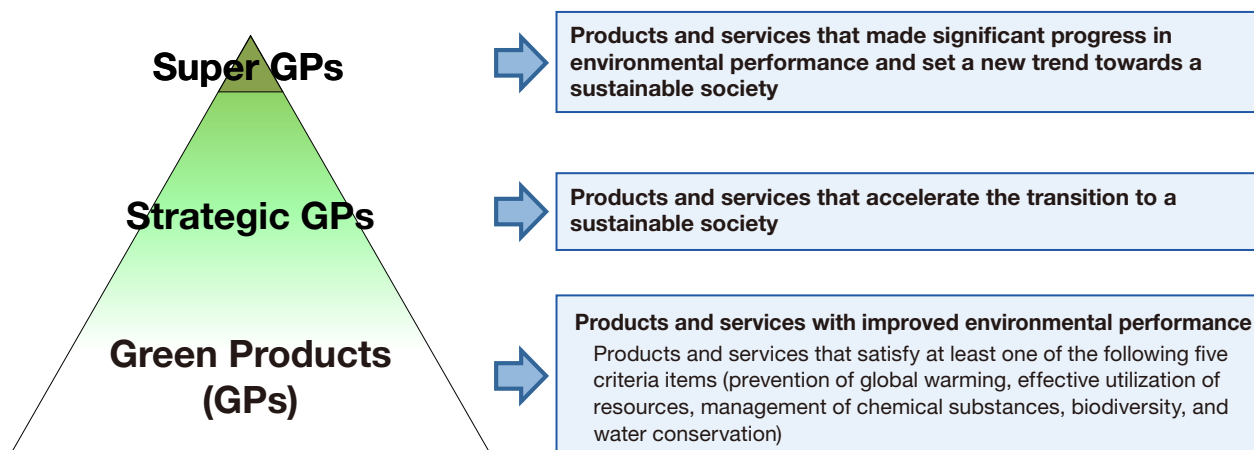 Super GPs
Products and services that made significant progress in
environmental performance and set a new trend towards a
sustainable society
Strategic GPs
Products and services that accelerate the transition to a
sustainable society
Green Products
(GPs)
Products and services with improved environmental performance
Products and services that satisfy at least one of the following five
criteria items (prevention of global warming, effective utilization of
resources, management of chemical substances, biodiversity, and
water conservation)